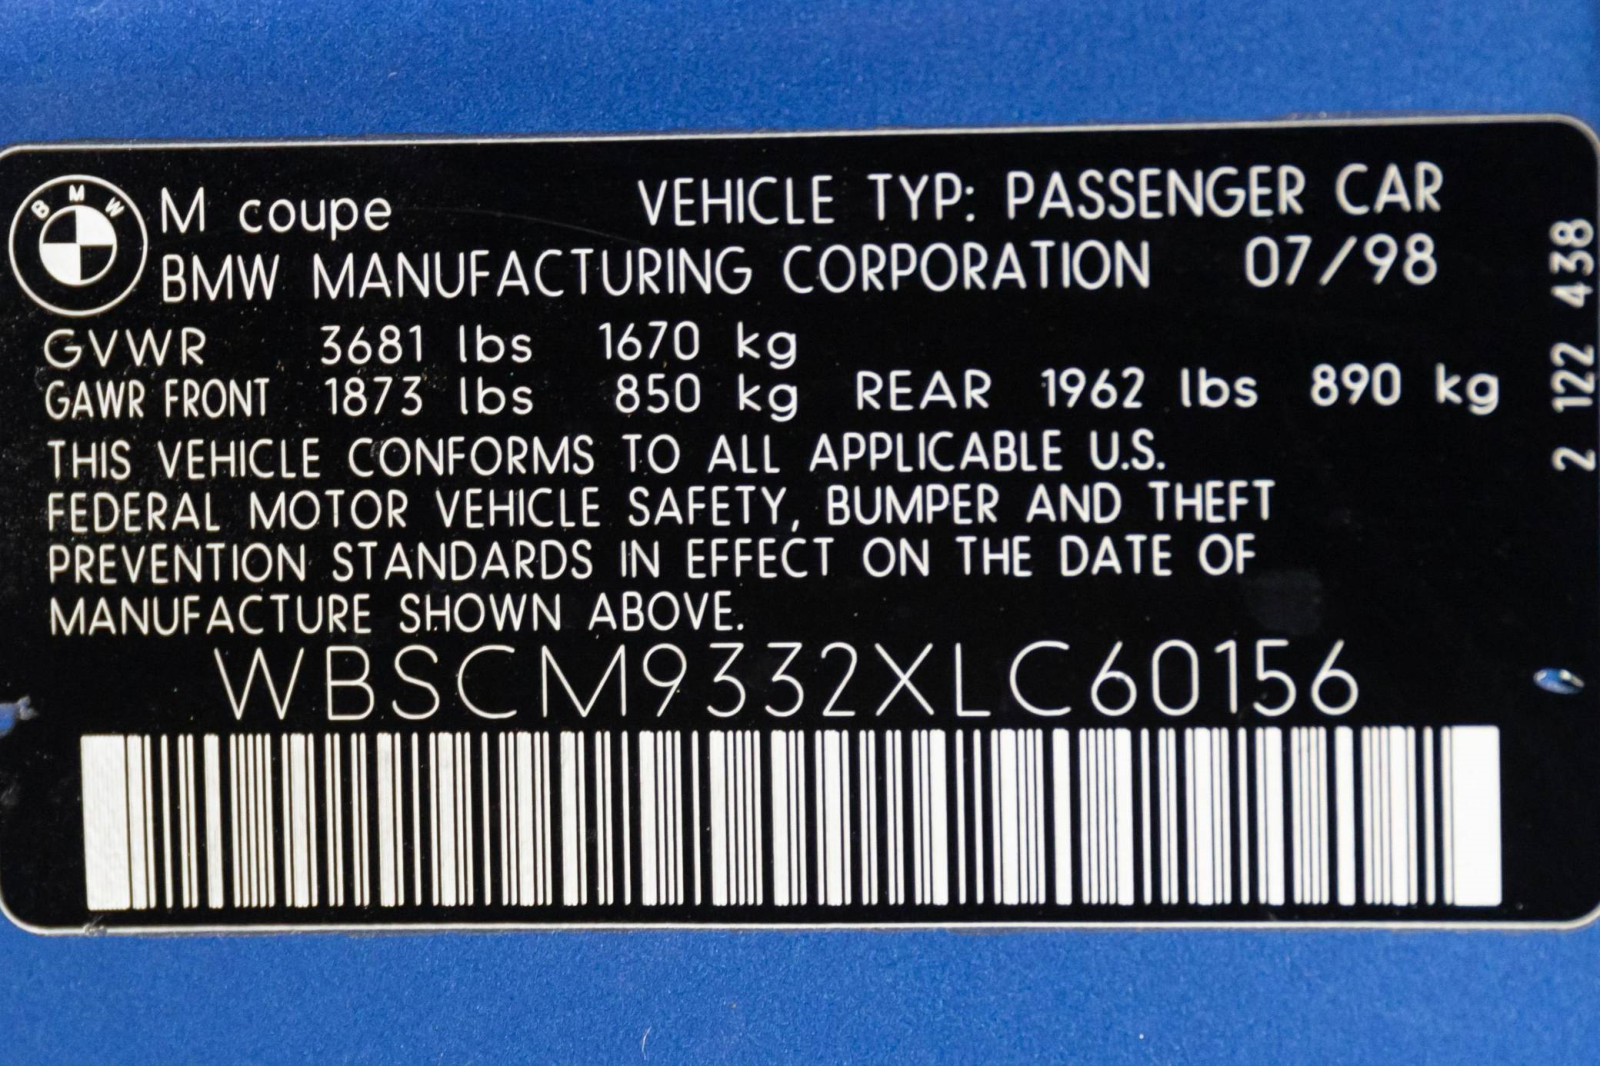 BMW
M coupe VEHICLE TYP: PASSENGER CAR
BMW MANUFACTURING CORPORATION 07/98
GVWR 3681 lbs 1670 kg
GAWR FRONT 1873 lbs 850 kg REAR 1962 lbs 890 kg
THIS VEHICLE CONFORMS TO ALL APPLICABLE U.S.
FEDERAL MOTOR VEHICLE SAFETY, BUMPER AND THEFT
PREVENTION STANDARDS IN EFFECT ON THE DATE OF
MANUFACTURE SHOWN ABOVE.
WBSCM9332XLC60156
2 122 438